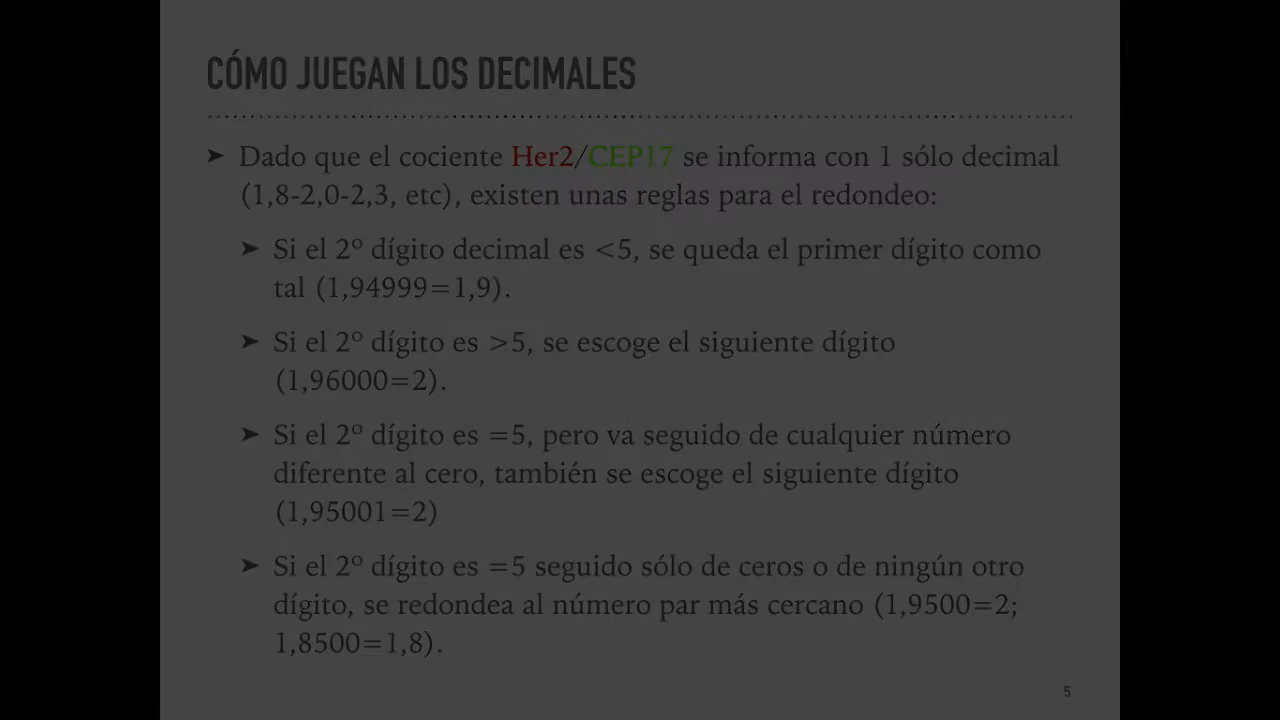 CÓMO JUEGAN LOS DECIMALES
➤ Dado que el cociente Her2/CEP17 se informa con 1 sólo decimal
(1,8-2,0-2,3, etc), existen unas reglas para el redondeo:
➤ Si el 2º dígito decimal es <5, se queda el primer dígito como
tal (1,94999=1,9).
➤ Si el 2º dígito es >5, se escoge el siguiente dígito
(1,96000=2).
➤ Si el 2º dígito es =5, pero va seguido de cualquier número
diferente al cero, también se escoge el siguiente dígito
(1,95001=2)
➤ Si el 2º dígito es =5 seguido sólo de ceros o de ningún otro
dígito, se redondea al número par más cercano (1,9500=2;
1,8500=1,8).
5